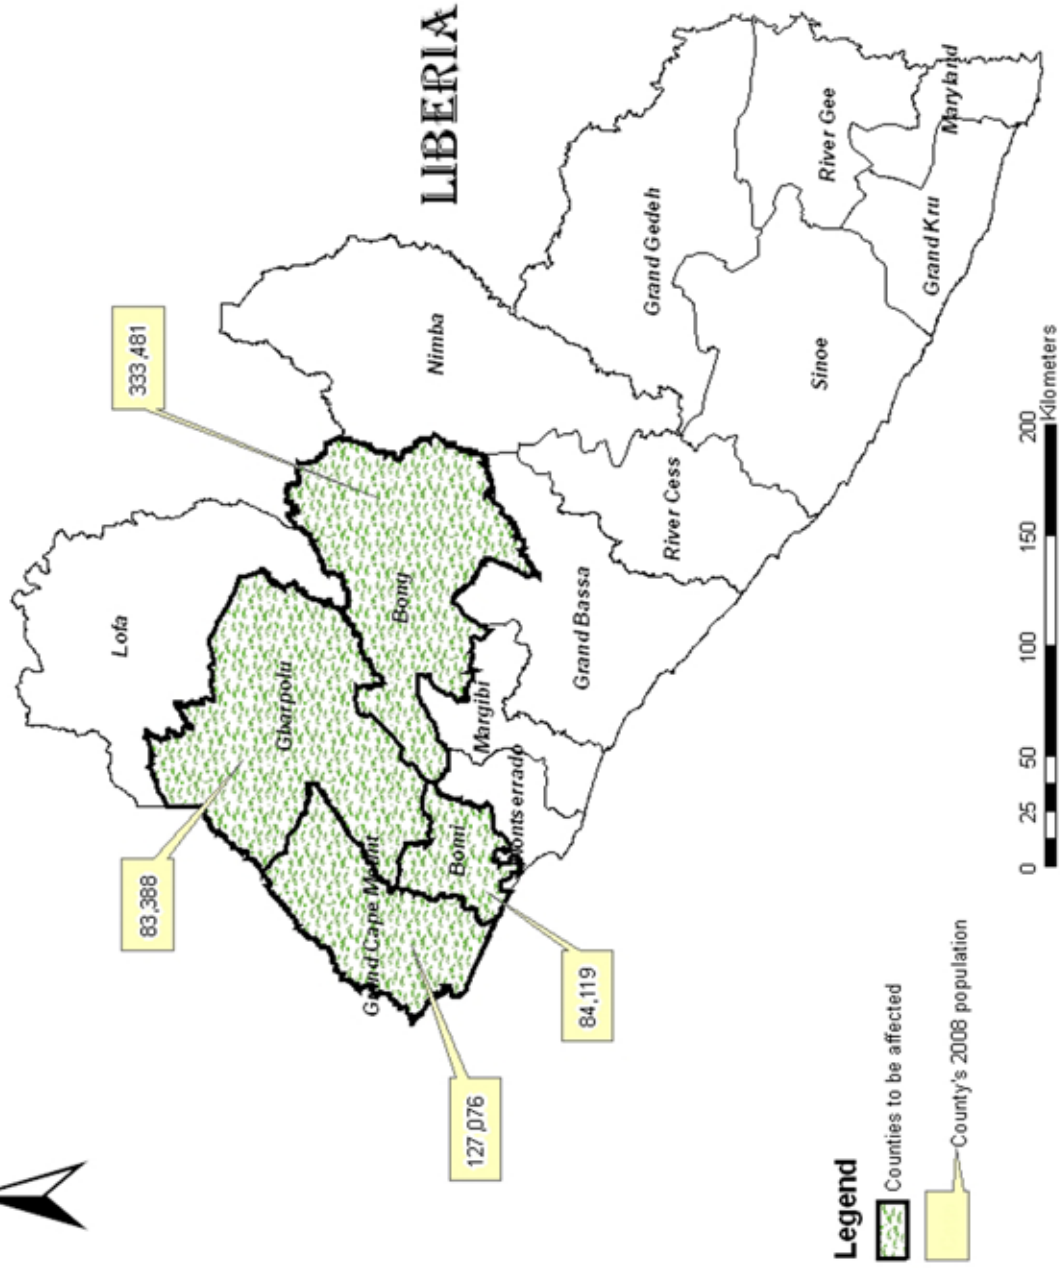 LIBERIA
333,481
83,388
127,076
84,119
Lofa
Gbarpolu
Grand Cape Mount
Bomi
Bong
Nimba
Margibi
Montserrado
Grand Bassa
River Cess
Grand Gedeh
Sinoe
River Gee
Grand Kru
Maryland
Legend
Counties to be affected
County's 2008 population
0 25 50 100 150 200
Kilometers